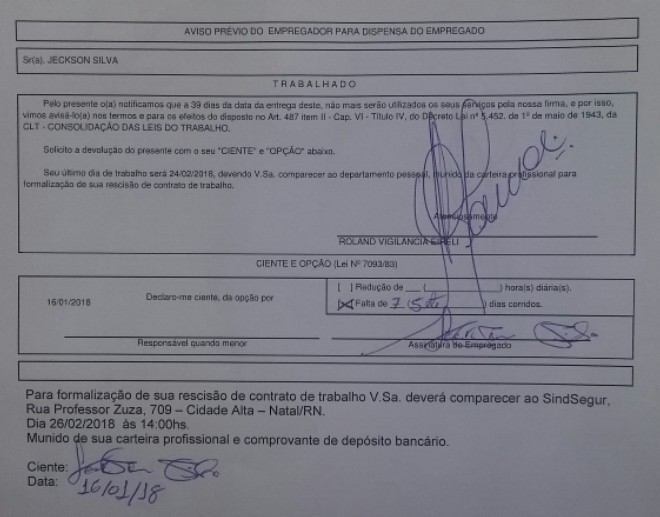 AVISO PRÉVIO DO EMPREGADOR PARA DISPENSA DO EMPREGADO
Sr(a). JECKSON SILVA
TRABALHADO
Pelo presente o(a) notificamos que a 39 dias da data da entrega deste, não mais serão utilizados os seus serviços pela nossa firma, e por isso,
vimos avisá-lo(a) nos termos e para os efeitos do disposto no Art. 487 item II - Cap. VI - Título IV, do Decreto Lei nº 5.452, de 1º de maio de 1943, da
CLT - CONSOLIDAÇÃO DAS LEIS DO TRABALHO.
Solicito a devolução do presente com o seu "CIENTE" e "OPÇÃO" abaixo.
Seu último dia de trabalho será 24/02/2018, devendo V.Sa. comparecer ao departamento pessoal, munido da carteira profissional para
formalização de sua rescisão de contrato de trabalho.
Atenciosamente
ROLAND VIGILANCIA EIRELI
CIENTE E OPÇÃO (Lei Nº 7093/83)
16/01/2018 Declaro-me ciente, da opção por
[ ] Redução de ___ (__________) hora(s) diária(s).
[X] Falta de 7 (Sete) dias corridos.
Responsável quando menor
Assinatura do Empregado
Para formalização de sua rescisão de contrato de trabalho V.Sa. deverá comparecer ao SindSegur,
Rua Professor Zuza, 709 – Cidade Alta – Natal/RN.
Dia 26/02/2018 às 14:00hs.
Munido de sua carteira profissional e comprovante de depósito bancário.
Ciente:
Data: 16/01/18